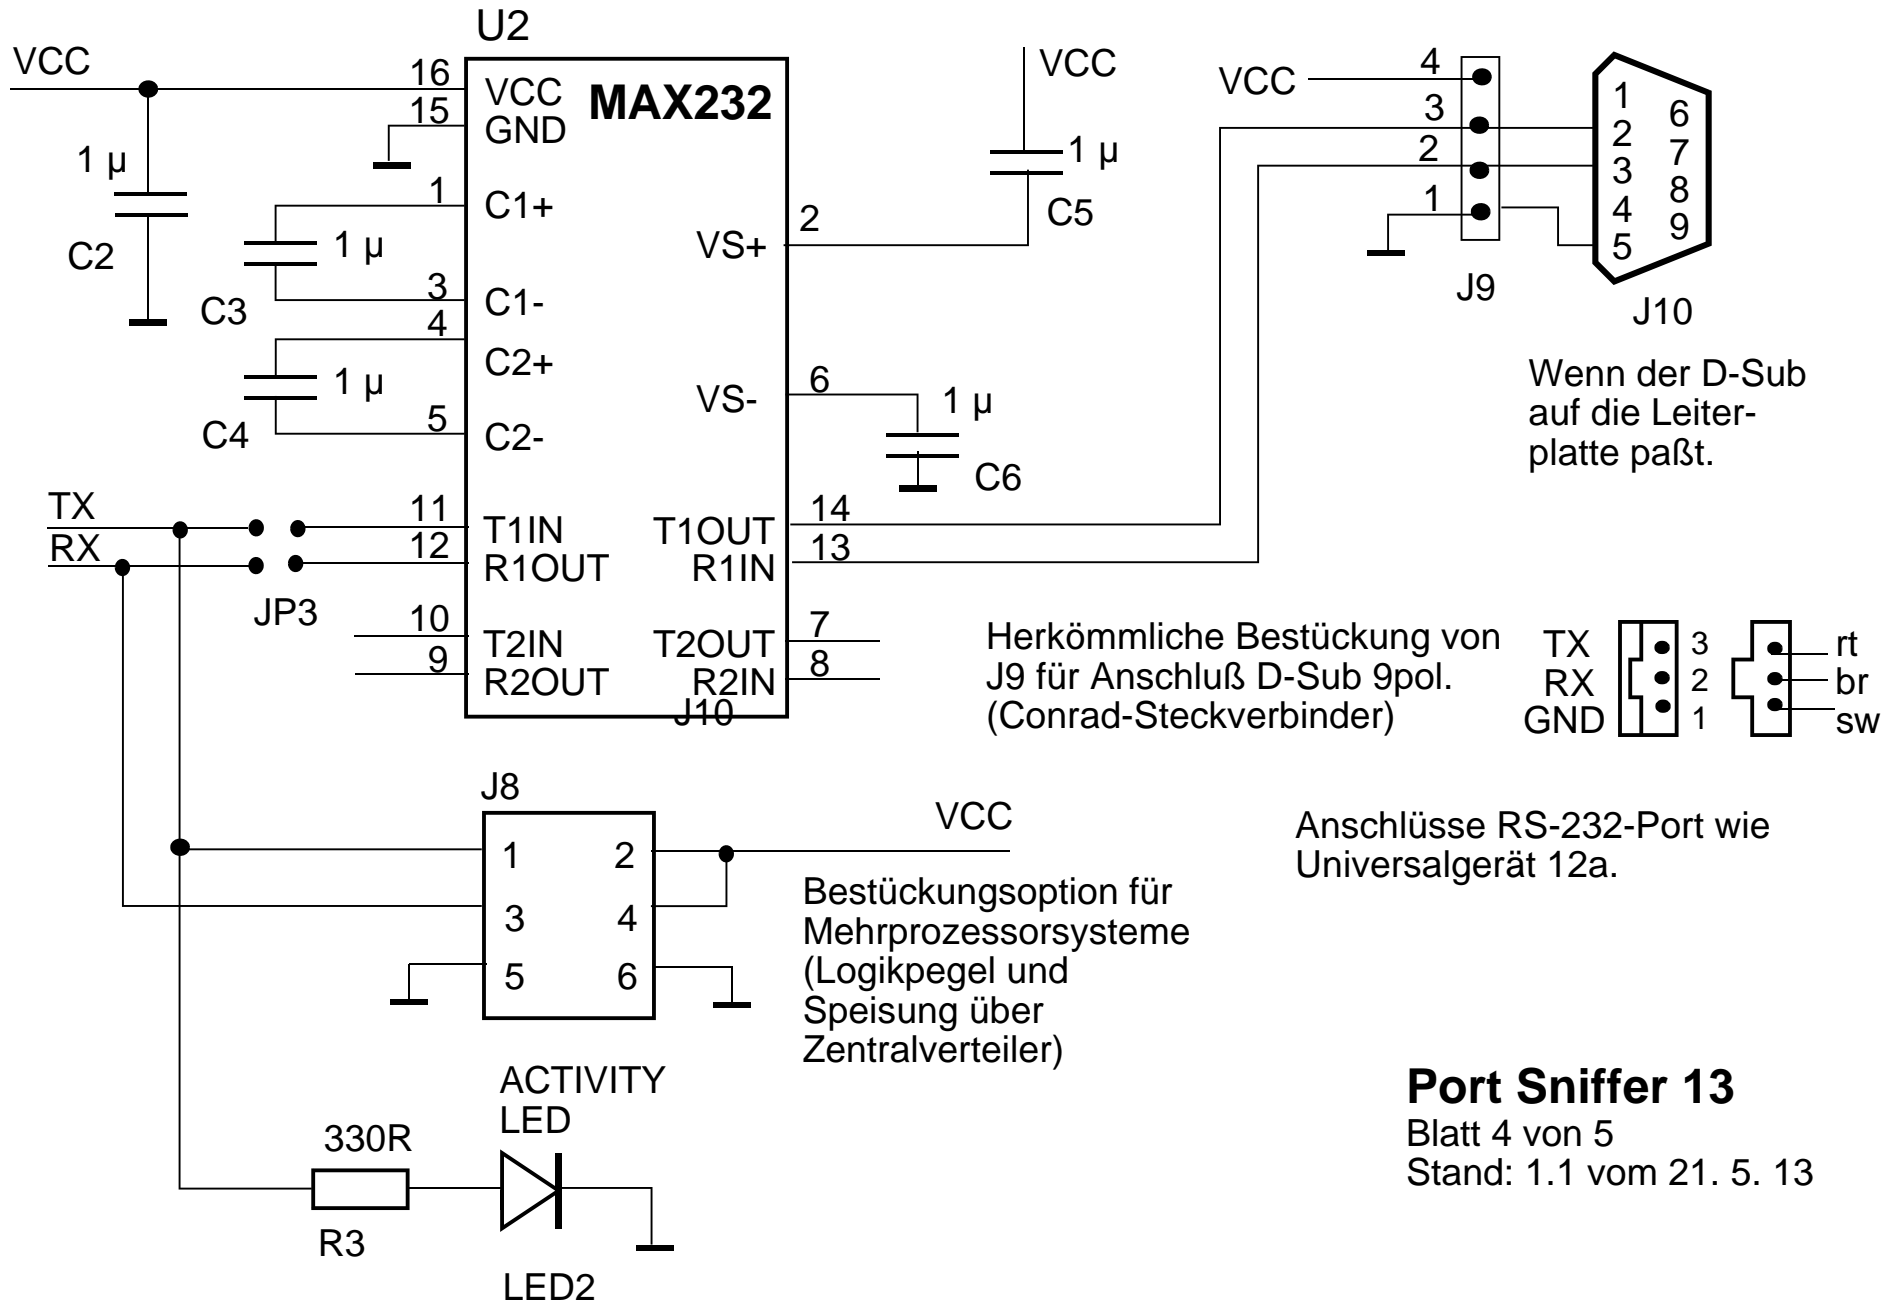 U2
VCC
16
VCC
MAX232
15
GND
1 µ
C2
1
C1+
1 µ
3
C1-
C3
4
C2+
1 µ
5
C2-
C4
VCC
1 µ
C5
2
VS+
6
VS-
1 µ
C6
VCC
4
3
2
1
J9
1
2
3
4
5
6
7
8
9
J10
Wenn der D-Sub
auf die Leiter-
platte paßt.
TX
RX
JP3
11
T1IN
12
R1OUT
10
T2IN
9
R2OUT
T1OUT
14
R1IN
13
T2OUT
7
R2IN
8
J10
Herkömmliche Bestückung von
J9 für Anschluß D-Sub 9pol.
(Conrad-Steckverbinder)
TX
3
rt
RX
2
br
GND
1
sw
J8
1
2
3
4
5
6
VCC
Bestückungsoption für
Mehrprozessorsysteme
(Logikpegel und
Speisung über
Zentralverteiler)
Anschlüsse RS-232-Port wie
Universalgerät 12a.
ACTIVITY
LED
330R
R3
LED2
Port Sniffer 13
Blatt 4 von 5
Stand: 1.1 vom 21. 5. 13